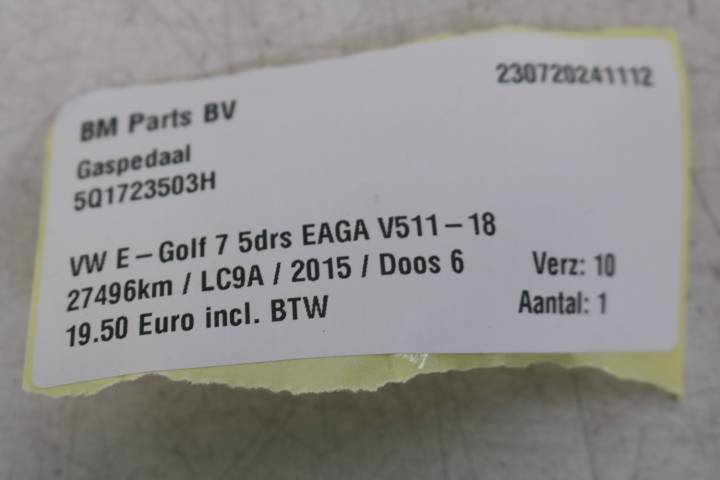 230720241112
BM Parts BV
Gaspedaal
5Q1723503H
VW E-Golf 7 5drs EAGA V511-18
27496km / LC9A / 2015 / Doos 6
Verz: 10
19.50 Euro incl. BTW
Aantal: 1